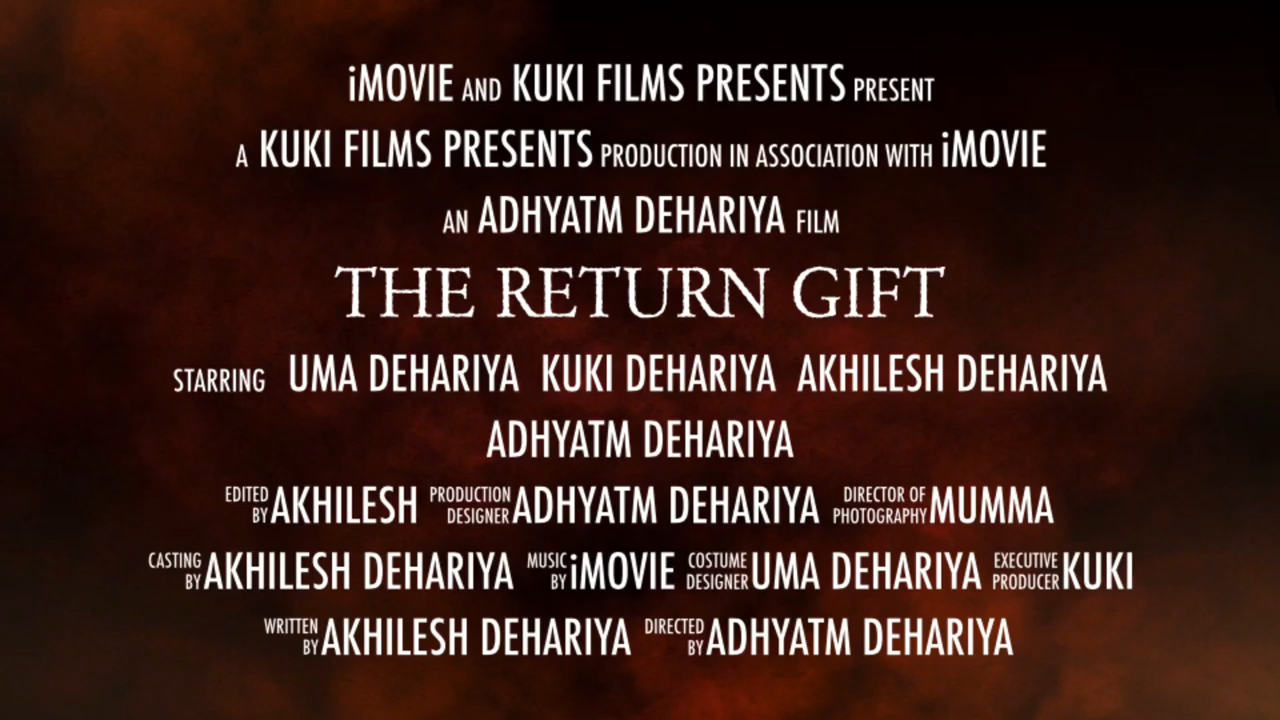 iMOVIE AND KUKI FILMS PRESENTS PRESENT
A KUKI FILMS PRESENTS PRODUCTION IN ASSOCIATION WITH iMOVIE
AN ADHYATM DEHARIYA FILM
THE RETURN GIFT
STARRING UMA DEHARIYA KUKI DEHARIYA AKHILESH DEHARIYA
ADHYATM DEHARIYA
EDITED BY AKHILESH PRODUCTION DESIGNER ADHYATM DEHARIYA DIRECTOR OF PHOTOGRAPHY MUMMA
CASTING BY AKHILESH DEHARIYA MUSIC BY iMOVIE COSTUME DESIGNER UMA DEHARIYA EXECUTIVE PRODUCER KUKI
WRITTEN BY AKHILESH DEHARIYA DIRECTED BY ADHYATM DEHARIYA